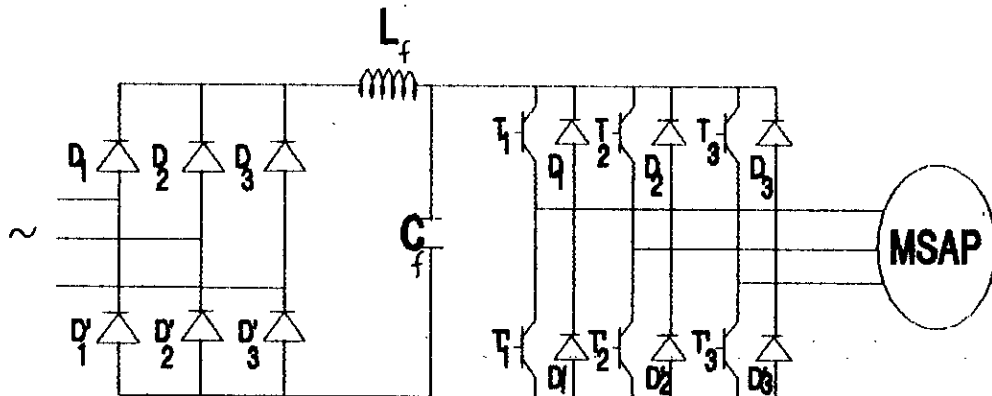 L_f
D_1 D_2 D_3
T_1 D_1 T_2 D_2 T_3 D_3
~
C_f
MSAP
D'_1 D'_2 D'_3
T'_1 D'_1 T'_2 D'_2 T'_3 D'_3